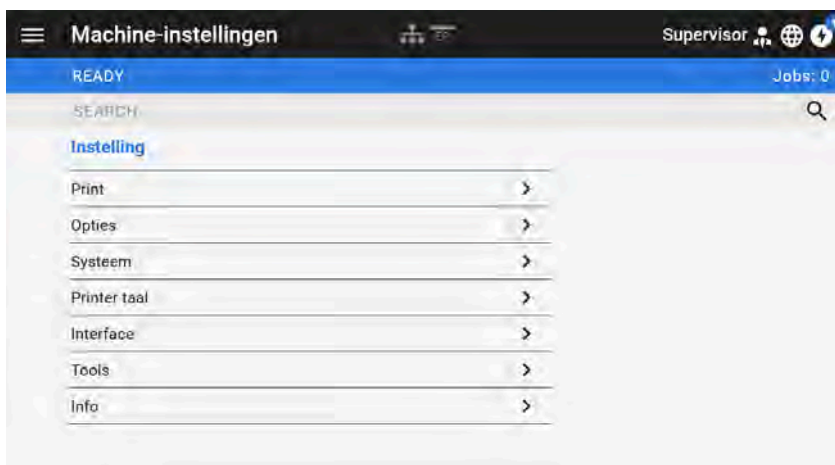 Machine-instellingen Supervisor
READY Jobs: 0
SEARCH
Instelling
Print
Opties
Systeem
Printer taal
Interface
Tools
Info